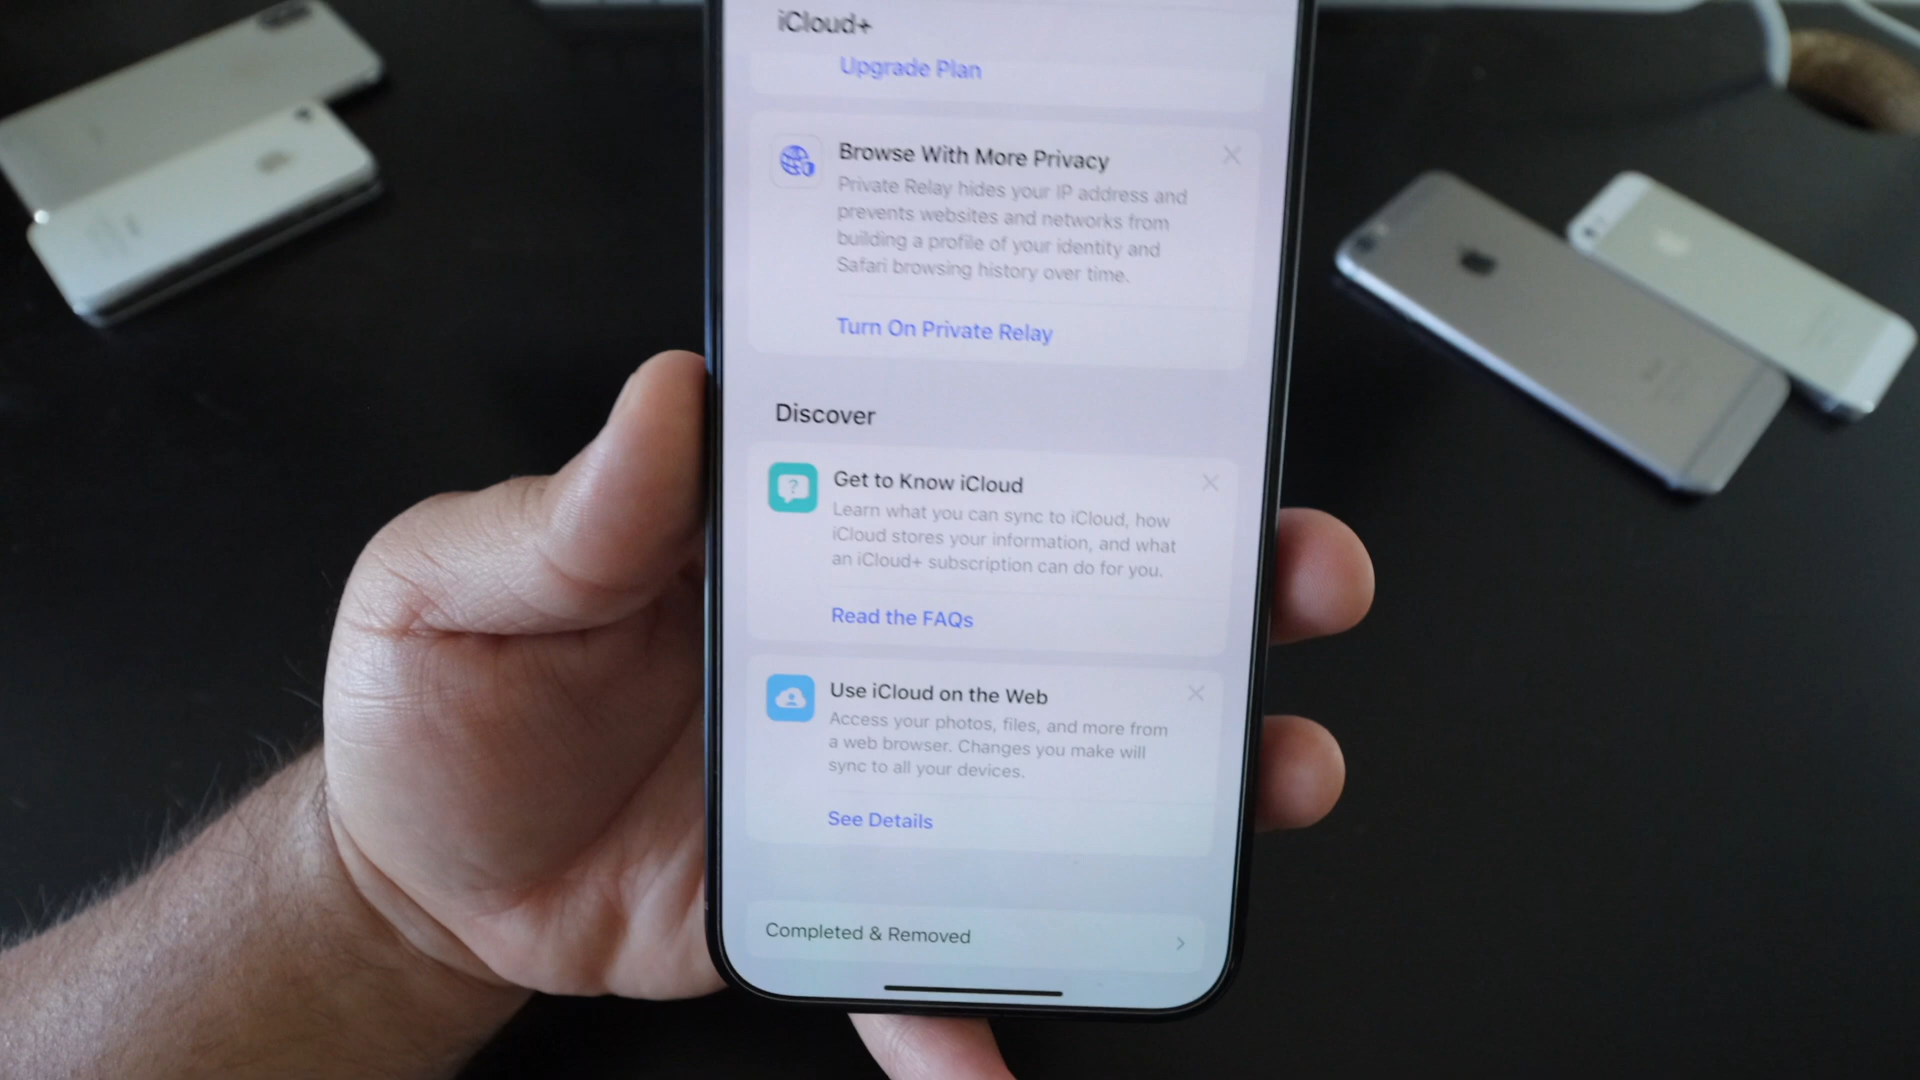 iCloud+
Upgrade Plan
Browse With More Privacy
Private Relay hides your IP address and
prevents websites and networks from
building a profile of your identity and
Safari browsing history over time.
Turn On Private Relay
Discover
Get to Know iCloud
Learn what you can sync to iCloud, how
iCloud stores your information, and what
an iCloud+ subscription can do for you.
Read the FAQs
Use iCloud on the Web
Access your photos, files, and more from
a web browser. Changes you make will
sync to all your devices.
See Details
Completed & Removed